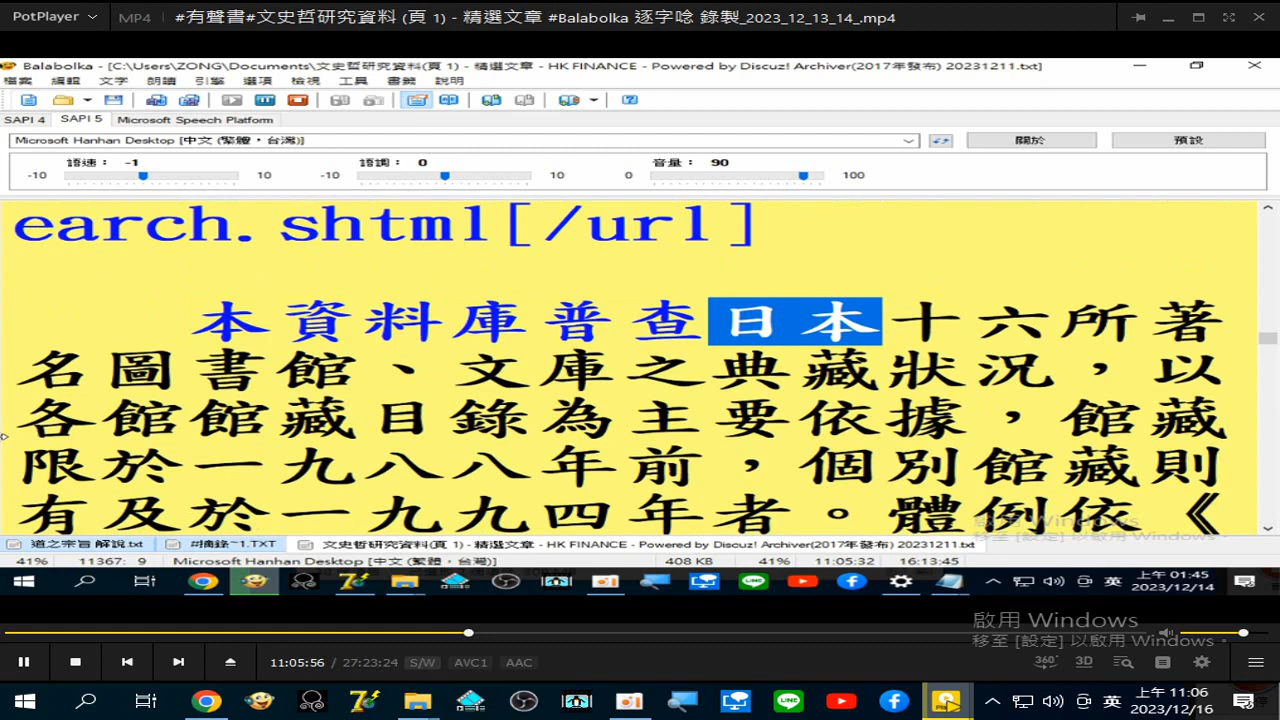 PotPlayer MP4 #有聲書#文史哲研究資料 (頁 1) - 精選文章 #Balabolka 逐字唸 錄製_2023_12_13_14_.mp4
Balabolka - [C:\Users\ZONG\Documents\文史哲研究資料(頁 1) - 精選文章 - HK FINANCE - Powered by Discuz! Archiver(2017年發布) 20231211.txt]
檔案 編輯 文字 朗讀 引擎 選項 檢視 工具 書籤 說明
SAPI 4 SAPI 5 Microsoft Speech Platform
Microsoft Hanhan Desktop [中文 (繁體，台灣)] 關於 預設
語速： -1 語調： 0 音量： 90
-10 10 -10 10 0 100
earch.shtml[/url]
本資料庫普查日本十六所著
名圖書館、文庫之典藏狀況，以
各館館藏目錄為主要依據，館藏
限於一九八八年前，個別館藏則
有及於一九九四年者。體例依《
啟用 Windows
移至 [設定] 以啟用 Windows。
道之宗旨 解說.txt #摘錄~1.TXT 文史哲研究資料(頁 1) - 精選文章 - HK FINANCE - Powered by Discuz! Archiver(2017年發布) 20231211.txt
41% 11367: 9 Microsoft Hanhan Desktop [中文 (繁體，台灣)] 408 KB 41% 11:05:32 16:13:45
英 上午 01:45
2023/12/14
啟用 Windows
移至 [設定] 以啟用 Windows。
11:05:56 / 27:23:24 S/W AVC1 AAC 360° 3D
英 上午 11:06
2023/12/16